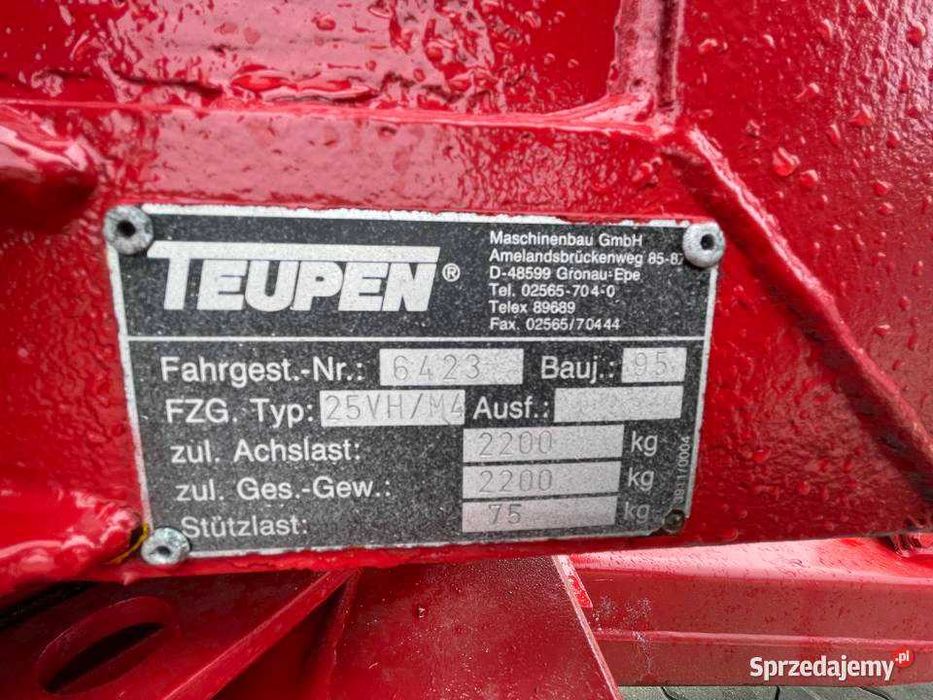 TEUPEN®
Maschinenbau GmbH
Amelandsbrückenweg 85-87
D-48599 Gronau-Epe
Tel. 02565-704-0
Telex 89689
Fax. 02565/70444
Fahrgest.-Nr.: 6423 Bauj.: 95
FZG. Typ: 25VH/M4 Ausf.:
zul. Achslast: 2200 kg
zul. Ges.-Gew.: 2200 kg
Stützlast: 75 kg
Sprzedajemy.pl